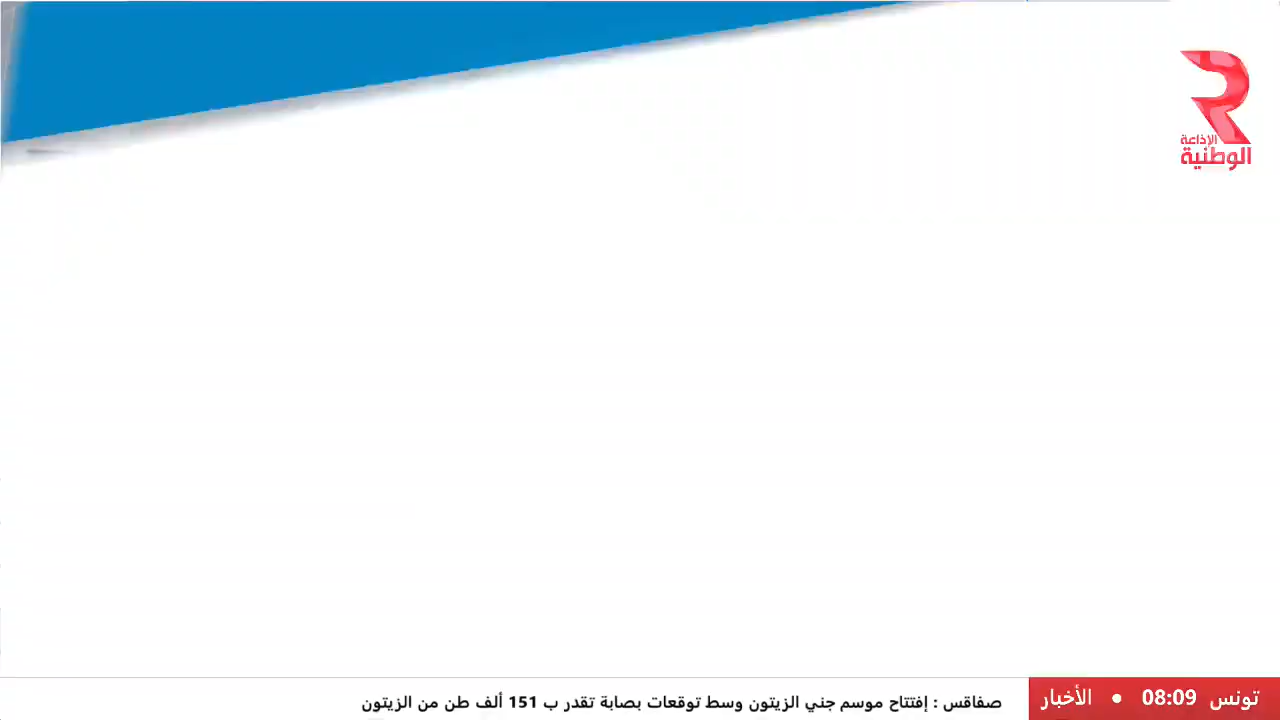 الإذاعة
الوطنية
تونس 08:09 • الأخبار
صفاقس : إفتتاح موسم جني الزيتون وسط توقعات بصابة تقدر ب 151 ألف طن من الزيتون